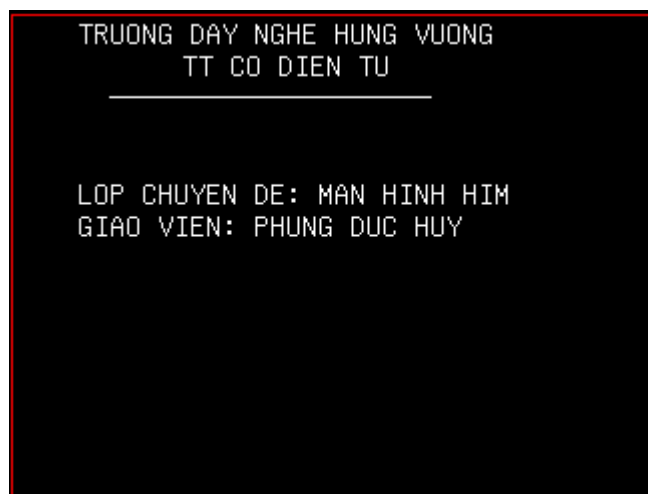 TRUONG DAY NGHE HUNG VUONG
TT CO DIEN TU
LOP CHUYEN DE: MAN HINH HIM
GIAO VIEN: PHUNG DUC HUY